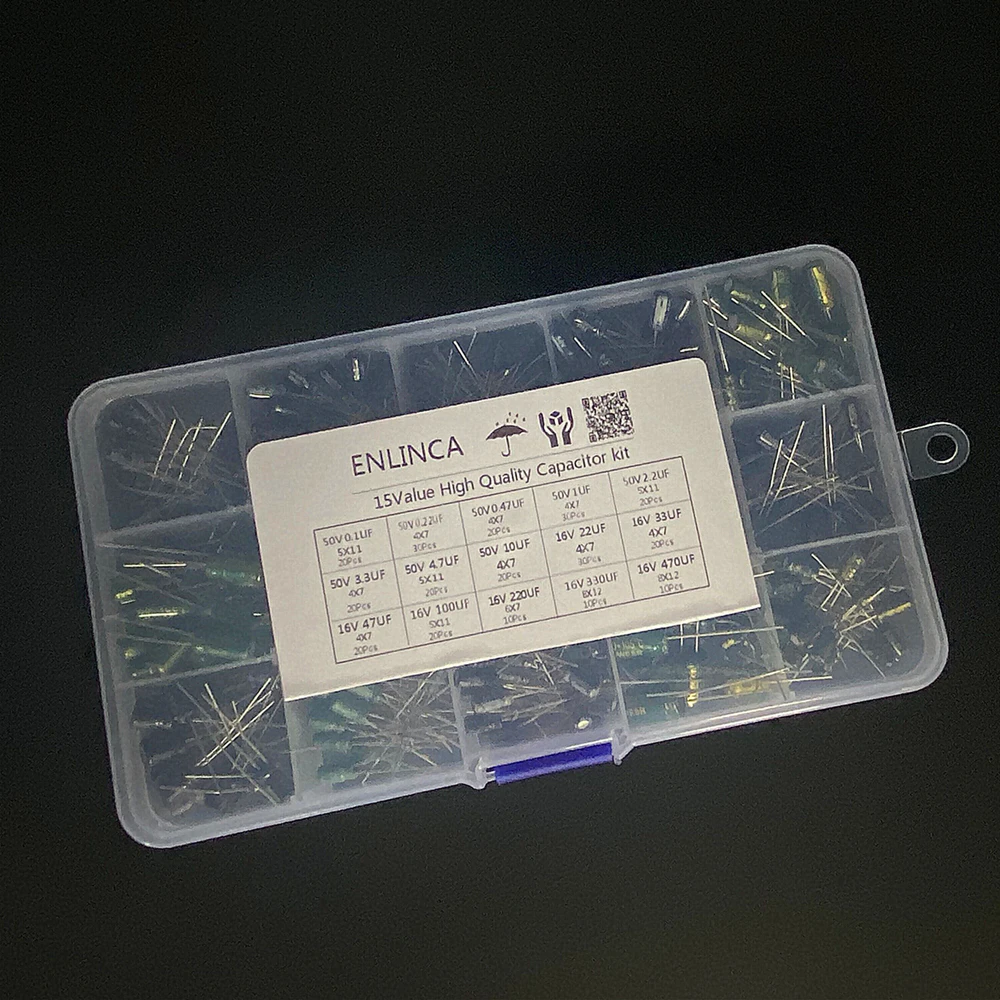 ENLINCA
15Value High Quality Capacitor kit
50V 0.1UF 50V 0.22UF 50V 0.47UF 50V 1UF 50V 2.2UF
5X11 4X7 4X7 4X7 5X11
20Pcs 30Pcs 20Pcs 30Pcs 20Pcs
50V 3.3UF 50V 4.7UF 50V 10UF 16V 22UF 16V 33UF
4X7 5X11 4X7 4X7 4X7
20Pcs 20Pcs 20Pcs 30Pcs 20Pcs
16V 47UF 16V 100UF 16V 220UF 16V 330UF 16V 470UF
4X7 5X11 6X7 8X12 8X12
20Pcs 20Pcs 10Pcs 10Pcs 10Pcs